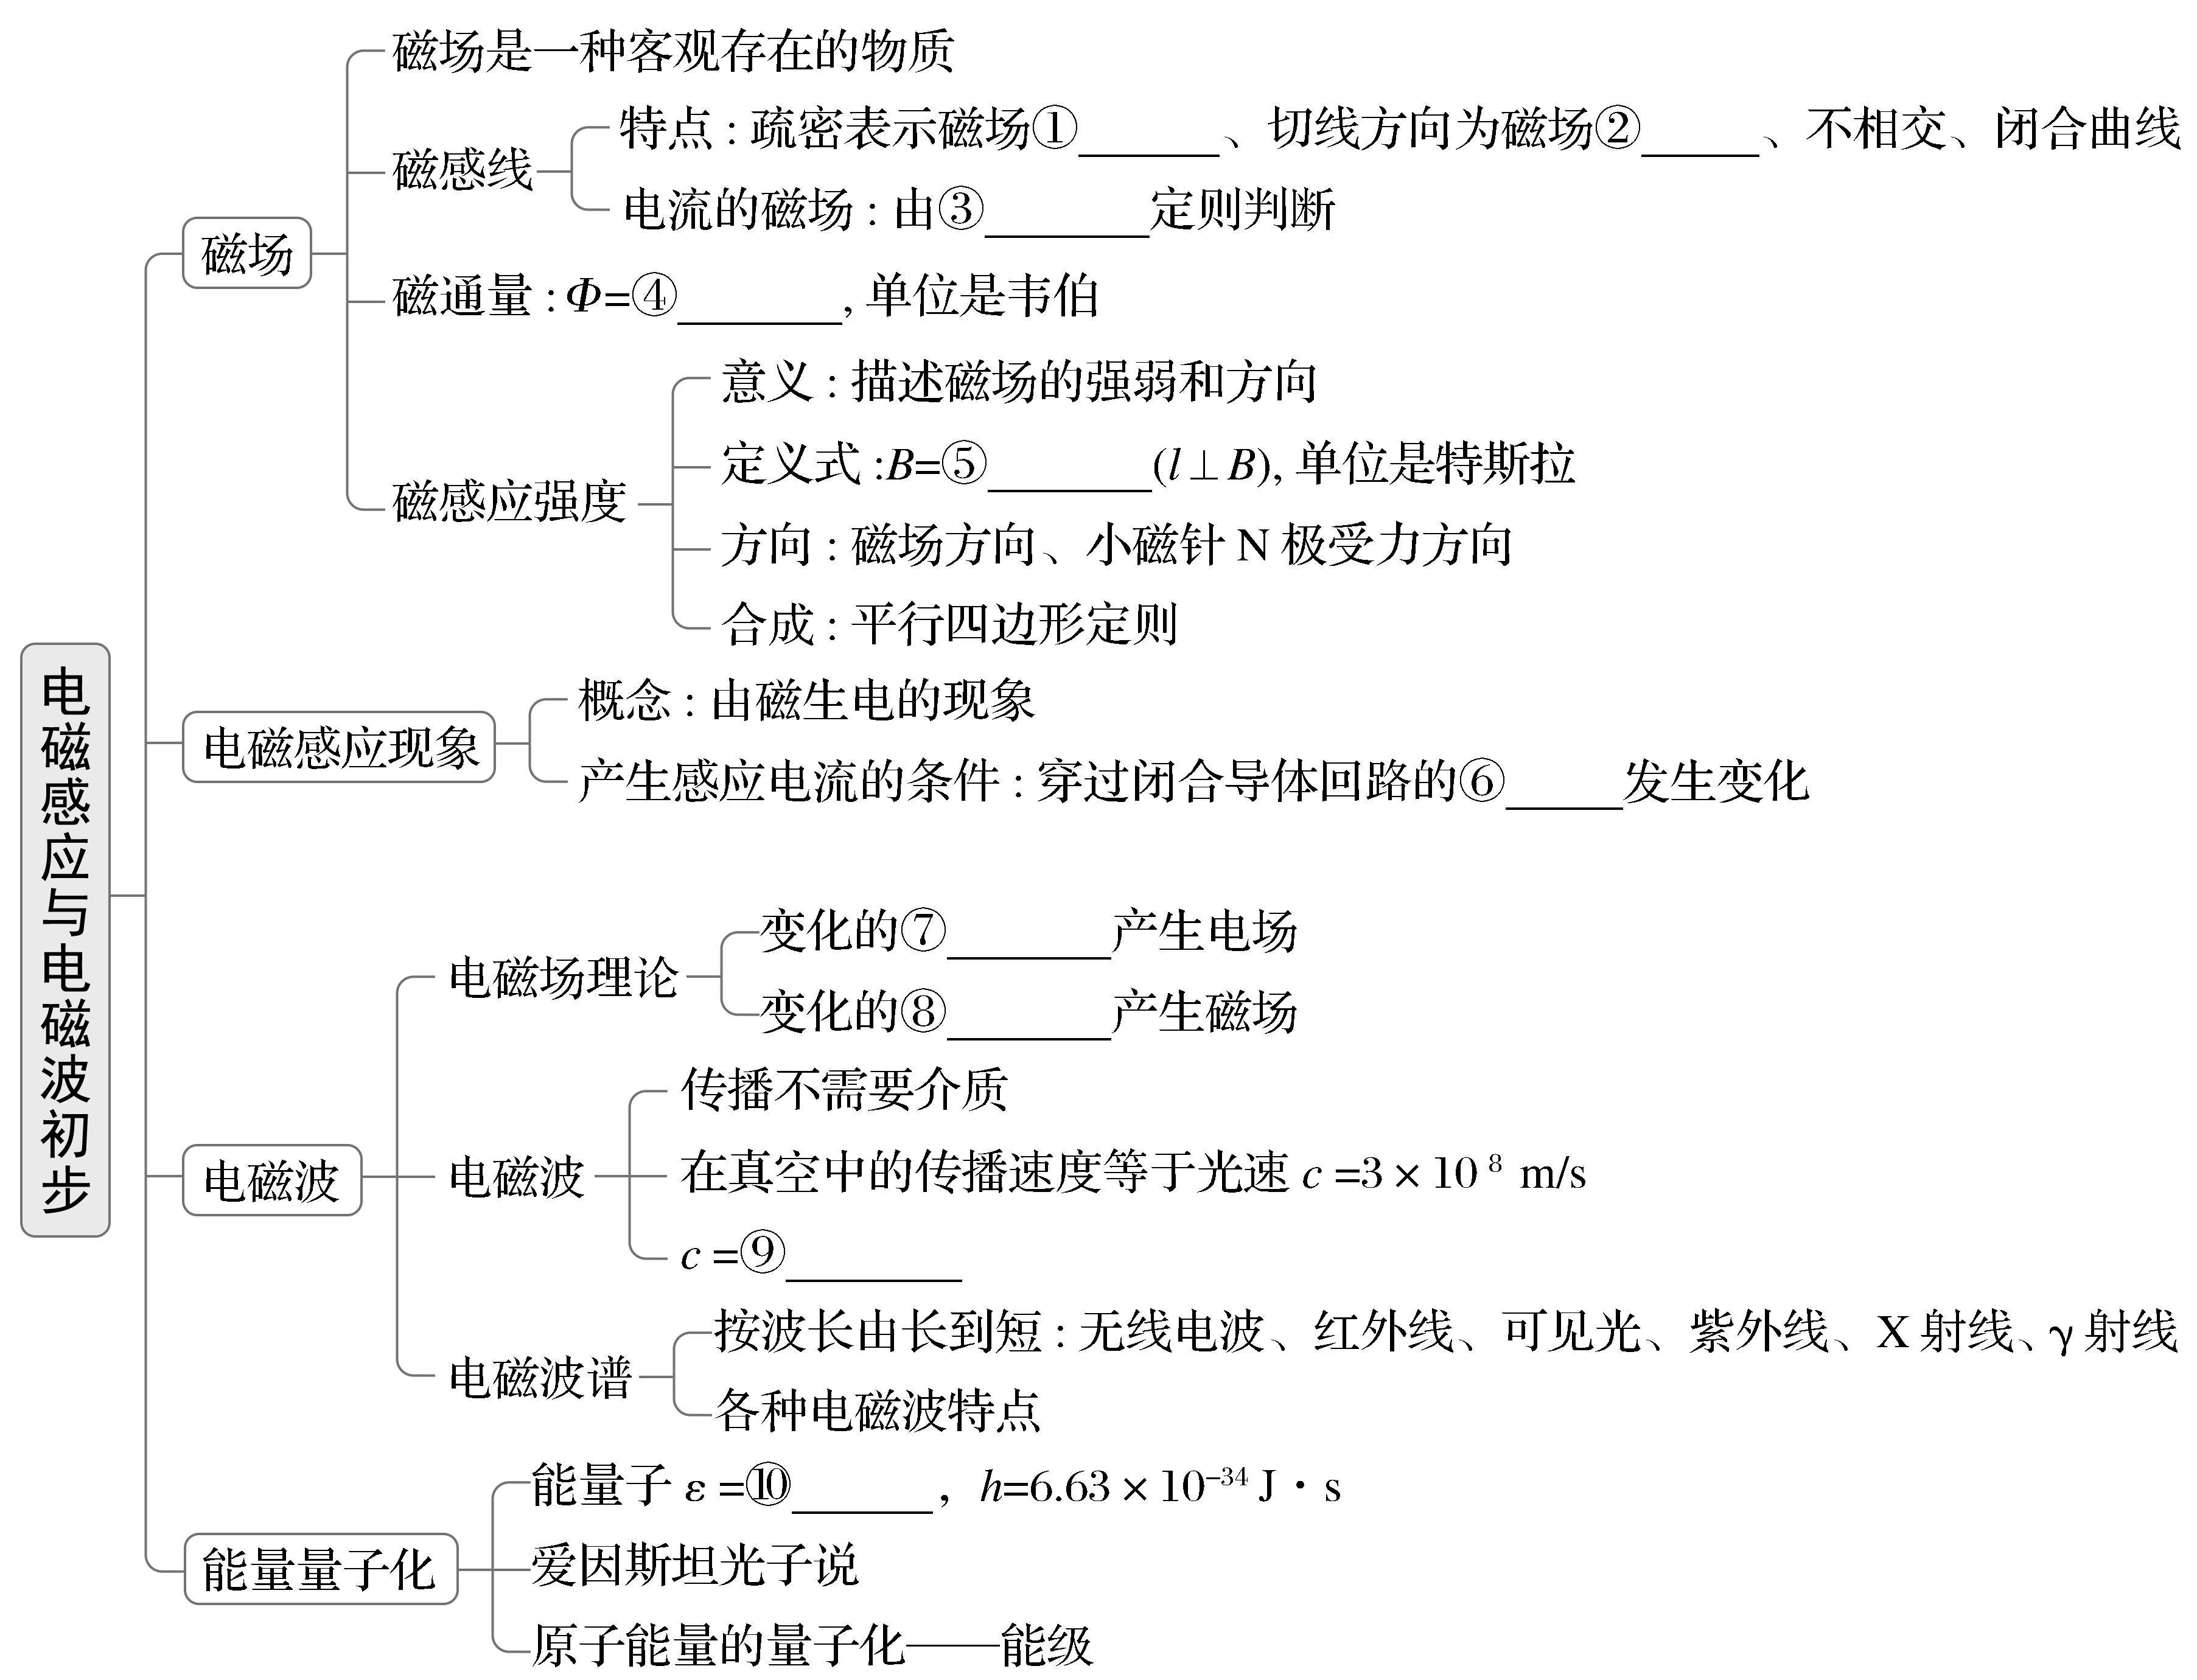 电磁感应与电磁波初步
磁场
磁场是一种客观存在的物质
磁感线
特点:疏密表示磁场①______、切线方向为磁场②_____、不相交、闭合曲线
电流的磁场:由③_______定则判断
磁通量:Φ=④_______,单位是韦伯
磁感应强度
意义:描述磁场的强弱和方向
定义式:B=⑤_______(l⊥B),单位是特斯拉
方向:磁场方向、小磁针N极受力方向
合成:平行四边形定则
电磁感应现象
概念:由磁生电的现象
产生感应电流的条件:穿过闭合导体回路的⑥_____发生变化
电磁波
电磁场理论
变化的⑦_______产生电场
变化的⑧_______产生磁场
电磁波
传播不需要介质
在真空中的传播速度等于光速c=3×10⁸ m/s
c=⑨_______
电磁波谱
按波长由长到短:无线电波、红外线、可见光、紫外线、X射线、γ射线
各种电磁波特点
能量量子化
能量子ε=⑩______,h=6.63×10⁻³⁴ J·s
爱因斯坦光子说
原子能量的量子化——能级